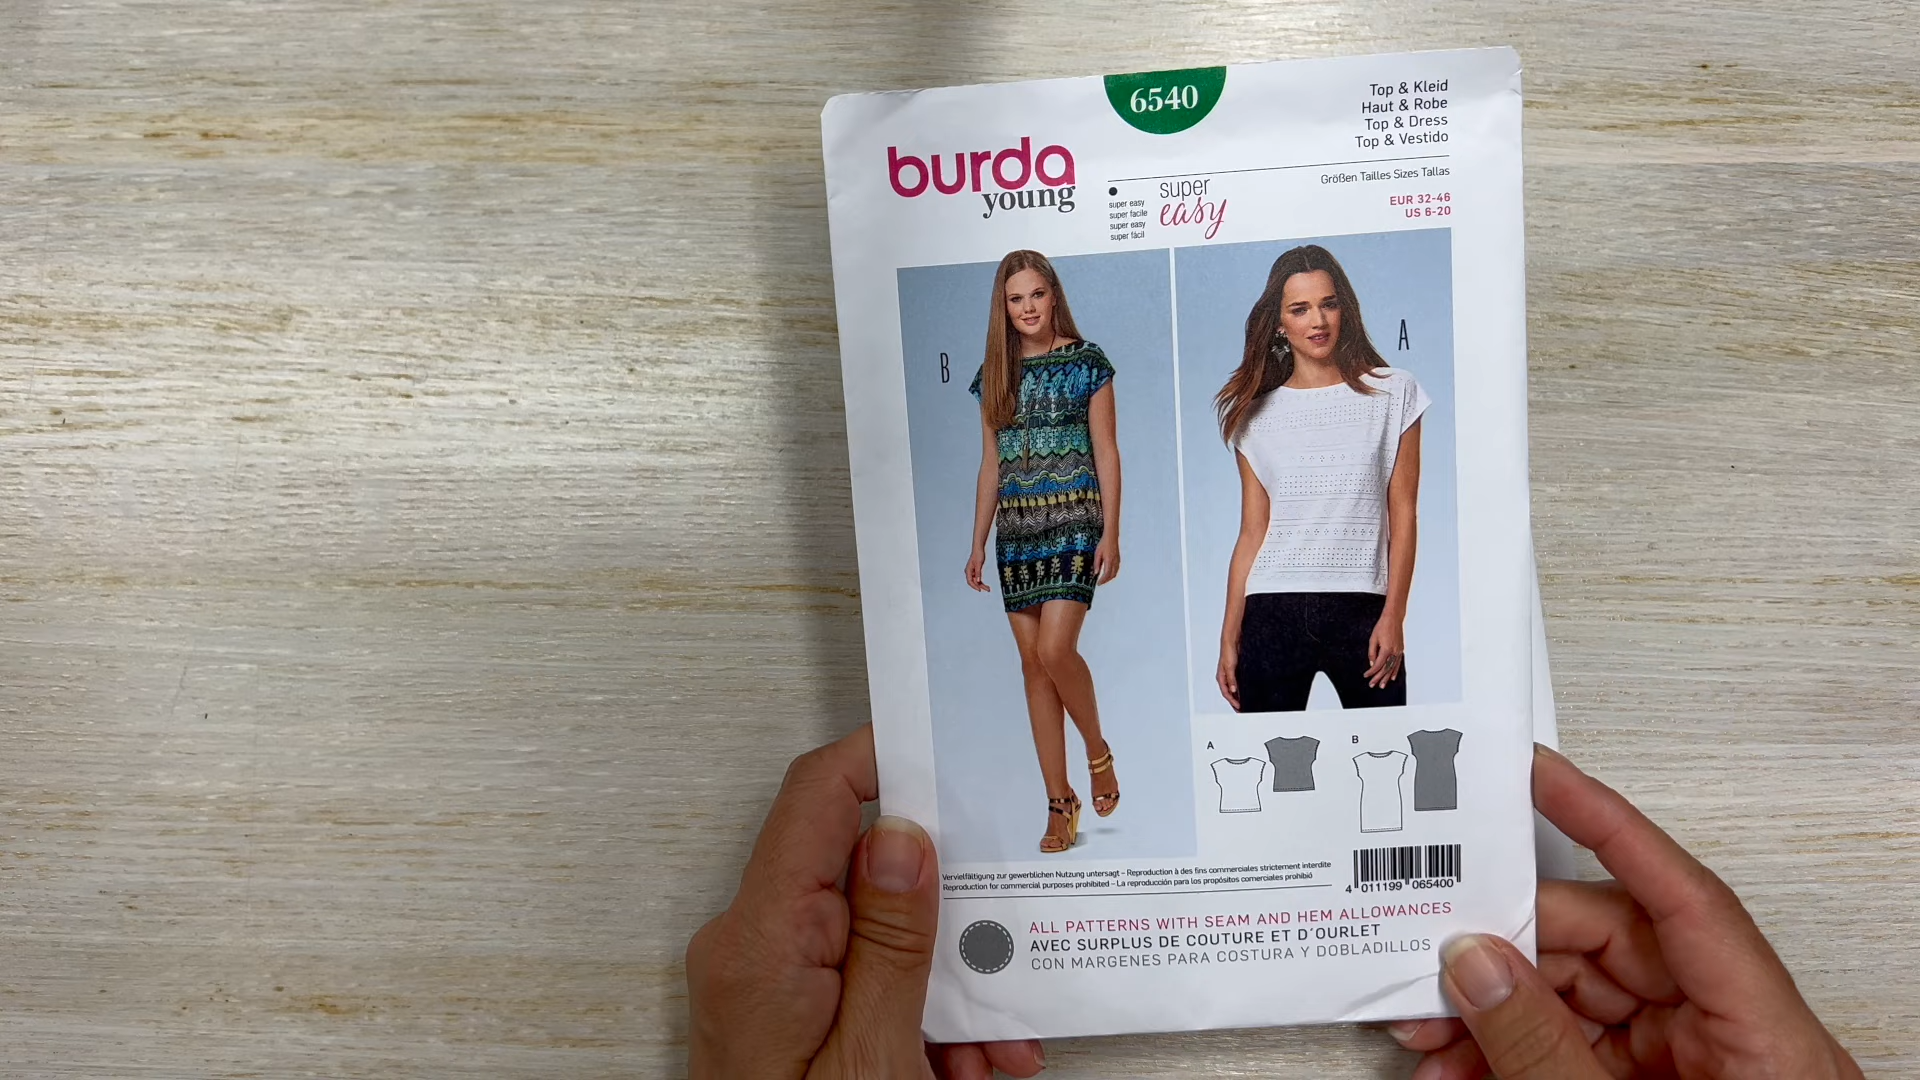 6540
Top & Kleid
Haut & Robe
Top & Dress
Top & Vestido
burda
young
super easy
super facile
super easy
super fácil
super
easy
Größen Tailles Sizes Tallas
EUR 32-46
US 6-20
B
A
A
B
Vervielfältigung zur gewerblichen Nutzung untersagt – Reproduction à des fins commerciales strictement interdite
Reproduction for commercial purposes prohibited – La reproducción para los propósitos comerciales prohibió
4 011199 065400
ALL PATTERNS WITH SEAM AND HEM ALLOWANCES
AVEC SURPLUS DE COUTURE ET D´OURLET
CON MARGENES PARA COSTURA Y DOBLADILLOS